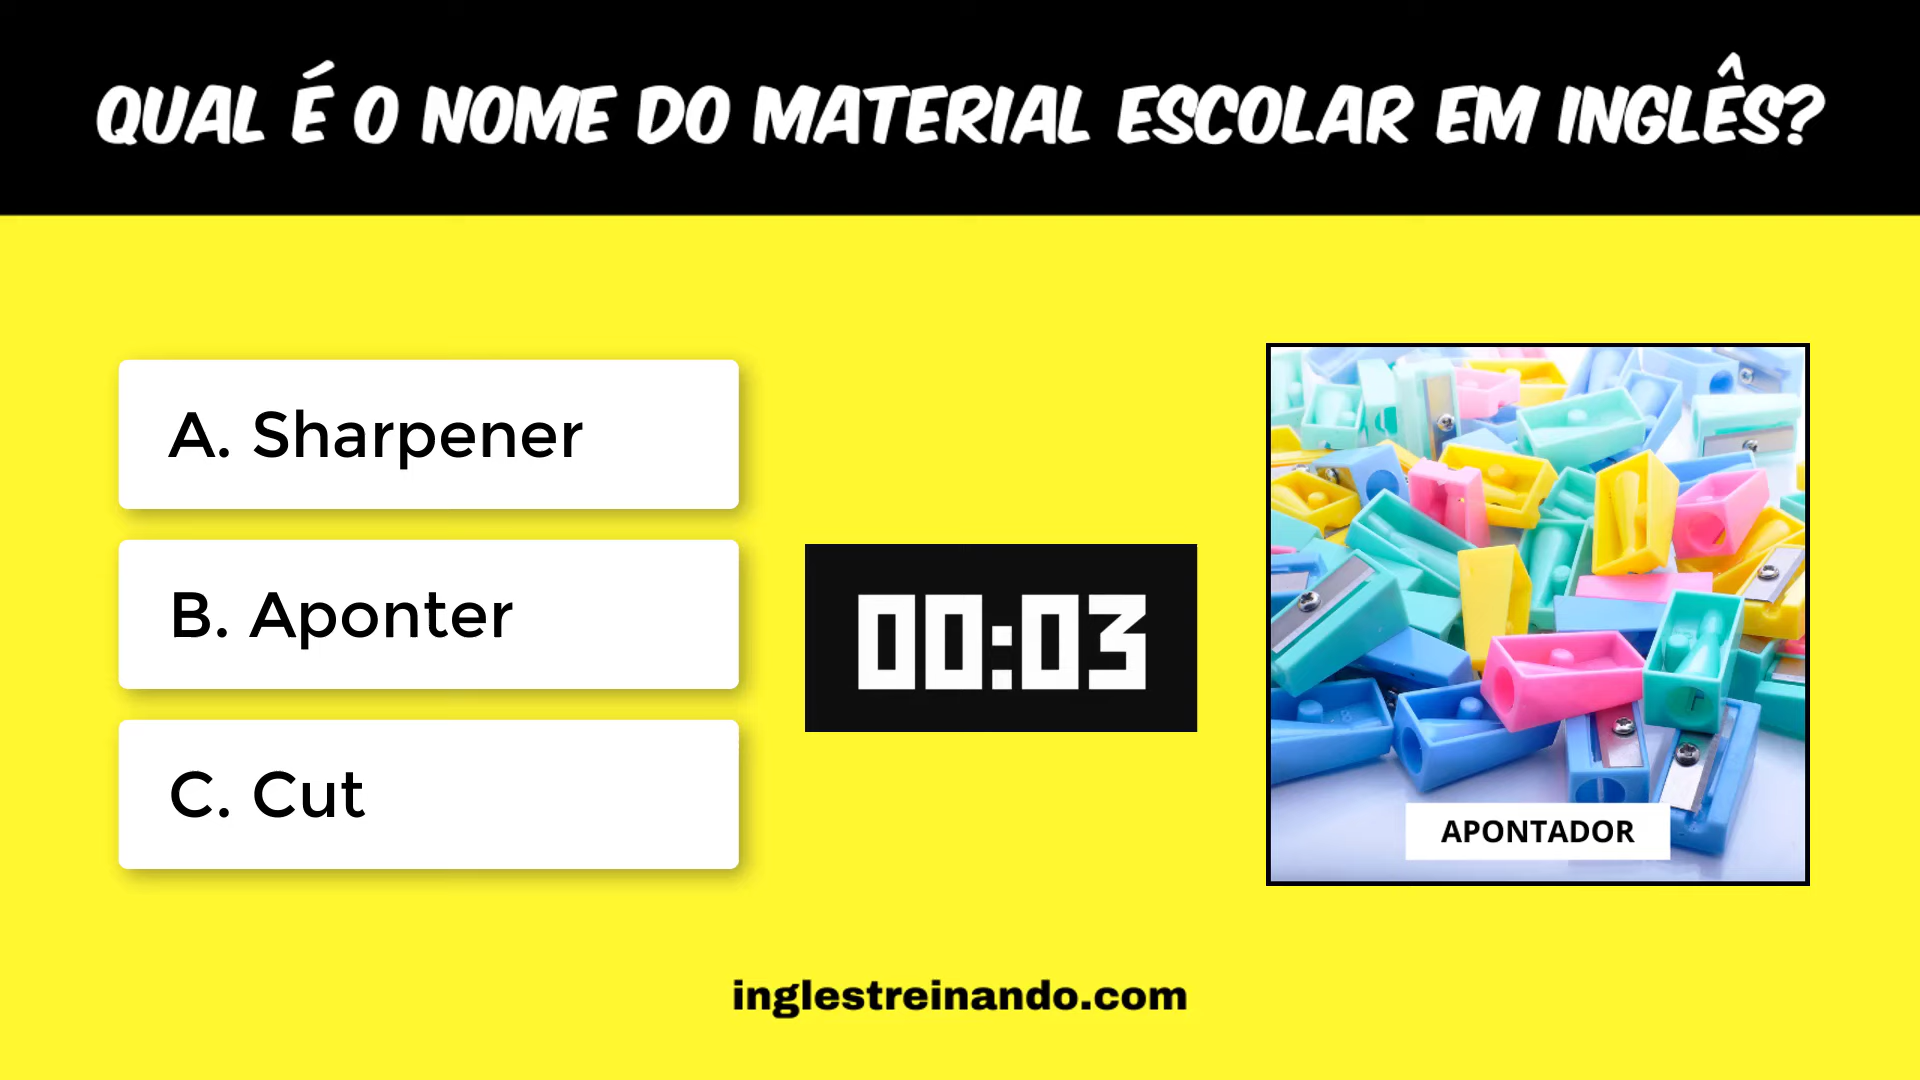 QUAL É O NOME DO MATERIAL ESCOLAR EM INGLÊS?
A. Sharpener
B. Aponter
C. Cut
00:03
APONTADOR
inglestreinando.com